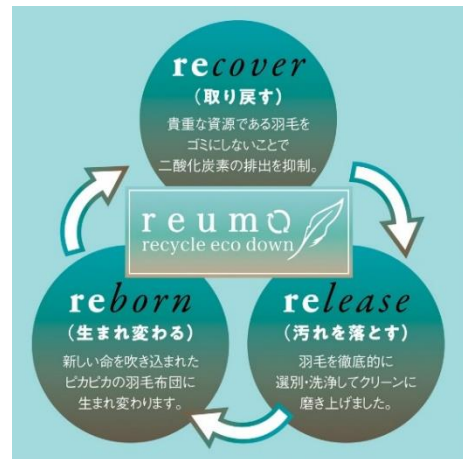 recover
(取り戻す)
貴重な資源である羽毛を
ゴミにしないことで
二酸化炭素の排出を抑制。
reumo
recycle eco down
reborn
(生まれ変わる)
新しい命を吹き込まれた
ピカピカの羽毛布団に
生まれ変わります。
release
(汚れを落とす)
羽毛を徹底的に
選別・洗浄してクリーンに
磨き上げました。